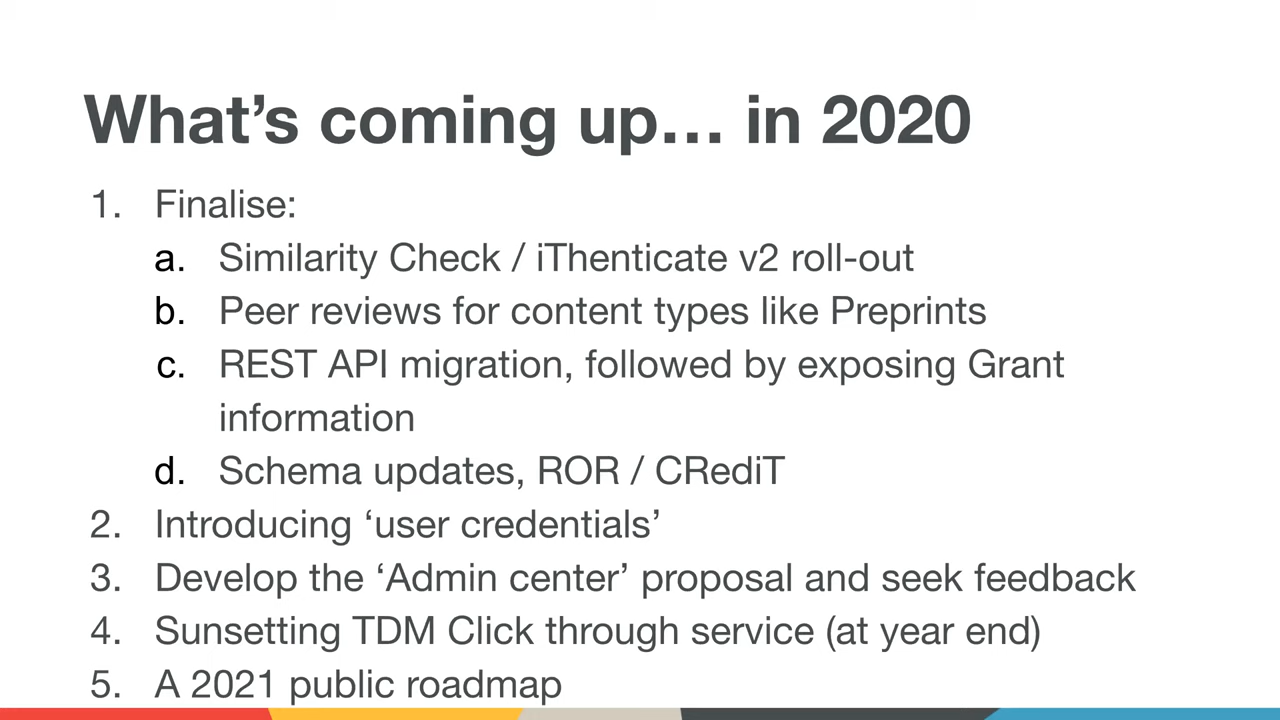 What’s coming up… in 2020
1. Finalise:
a. Similarity Check / iThenticate v2 roll-out
b. Peer reviews for content types like Preprints
c. REST API migration, followed by exposing Grant
information
d. Schema updates, ROR / CRediT
2. Introducing ‘user credentials’
3. Develop the ‘Admin center’ proposal and seek feedback
4. Sunsetting TDM Click through service (at year end)
5. A 2021 public roadmap